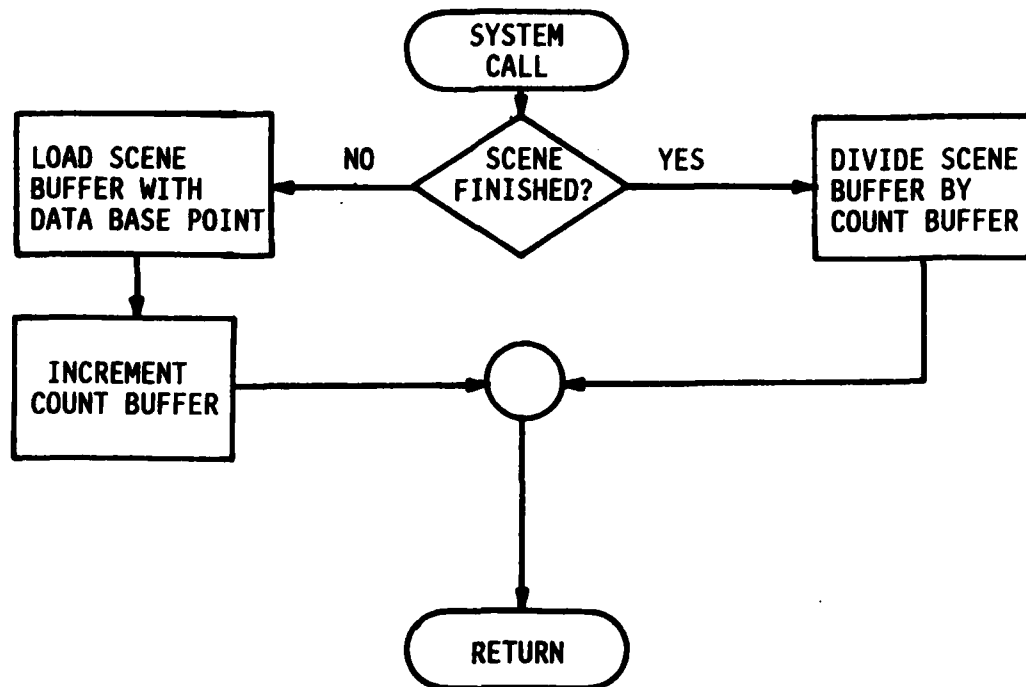 SYSTEM
CALL
NO
SCENE
FINISHED?
YES
LOAD SCENE
BUFFER WITH
DATA BASE POINT
DIVIDE SCENE
BUFFER BY
COUNT BUFFER
INCREMENT
COUNT BUFFER
RETURN